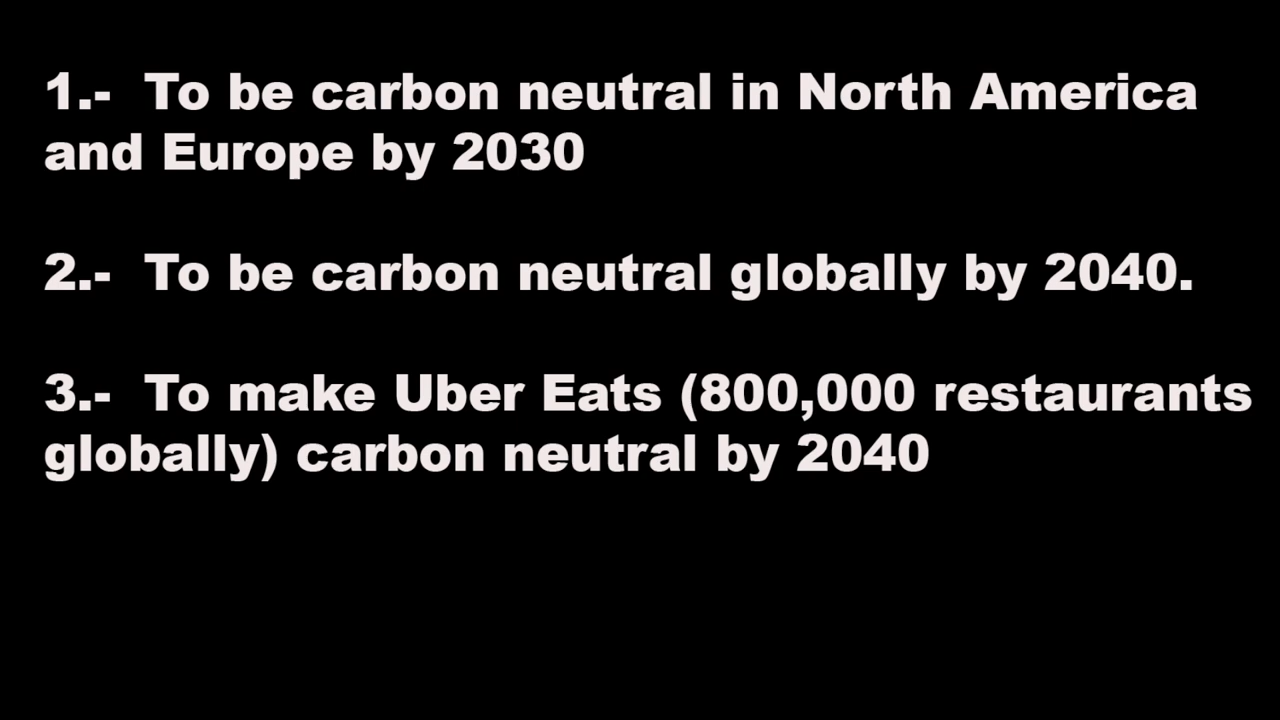 1.- To be carbon neutral in North America
and Europe by 2030
2.- To be carbon neutral globally by 2040.
3.- To make Uber Eats (800,000 restaurants
globally) carbon neutral by 2040